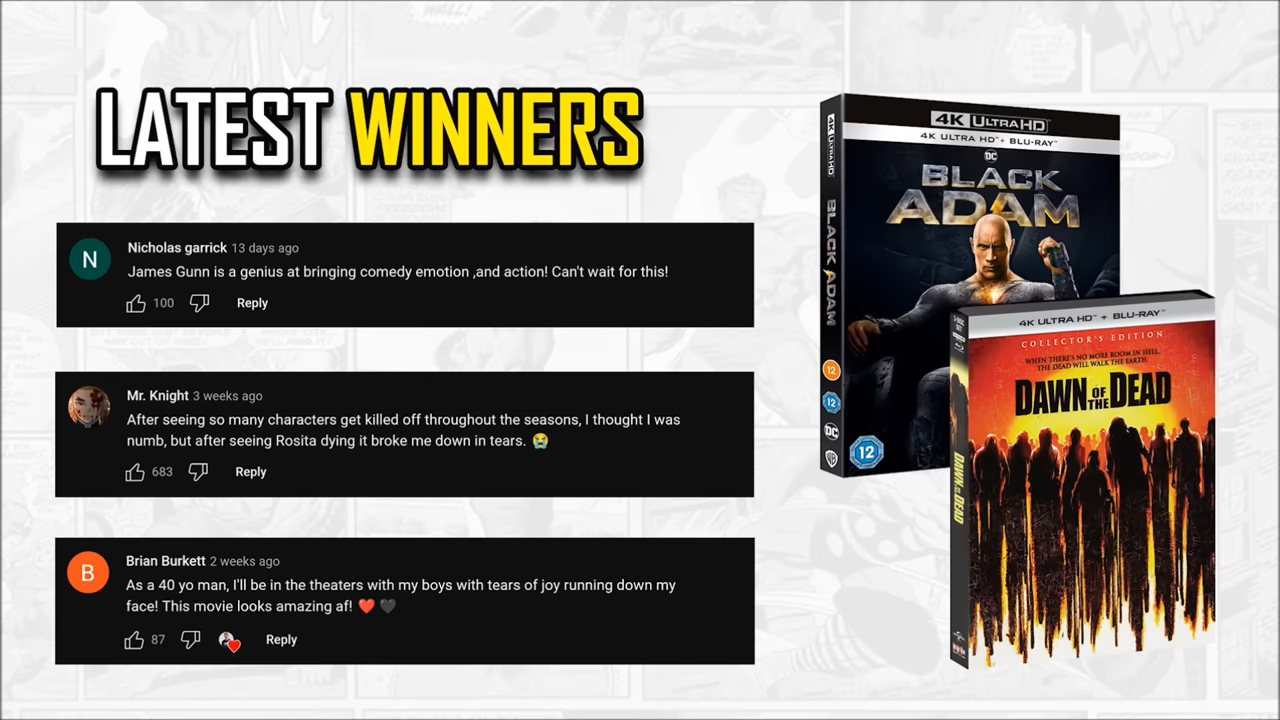 LATEST WINNERS
Nicholas garrick 13 days ago
James Gunn is a genius at bringing comedy emotion ,and action! Can't wait for this!
100 Reply
Mr. Knight 3 weeks ago
After seeing so many characters get killed off throughout the seasons, I thought I was
numb, but after seeing Rosita dying it broke me down in tears. 😭
683 Reply
B
Brian Burkett 2 weeks ago
As a 40 yo man, I'll be in the theaters with my boys with tears of joy running down my
face! This movie looks amazing af! ❤️ 🖤
87 Reply
N
4K ULTRA HD
4K ULTRA HD + BLU-RAY
DC
BLACK
ADAM
4K ULTRAHD
BLACK ADAM
12
12
DC
12
4K ULTRA HD + BLU-RAY
COLLECTOR'S EDITION
WHEN THERE'S NO MORE ROOM IN HELL,
THE DEAD WILL WALK THE EARTH
DAWN OF THE DEAD
DAWN OF THE DEAD